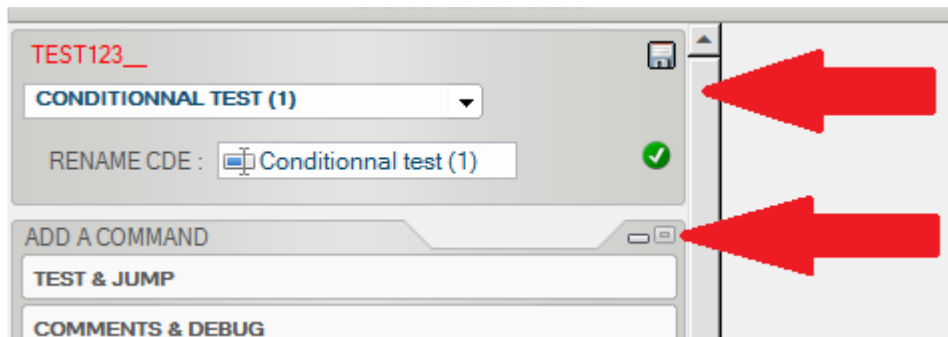 TEST123__
CONDITIONNAL TEST (1)
RENAME CDE : Conditionnal test (1)
ADD A COMMAND
TEST & JUMP
COMMENTS & DEBUG